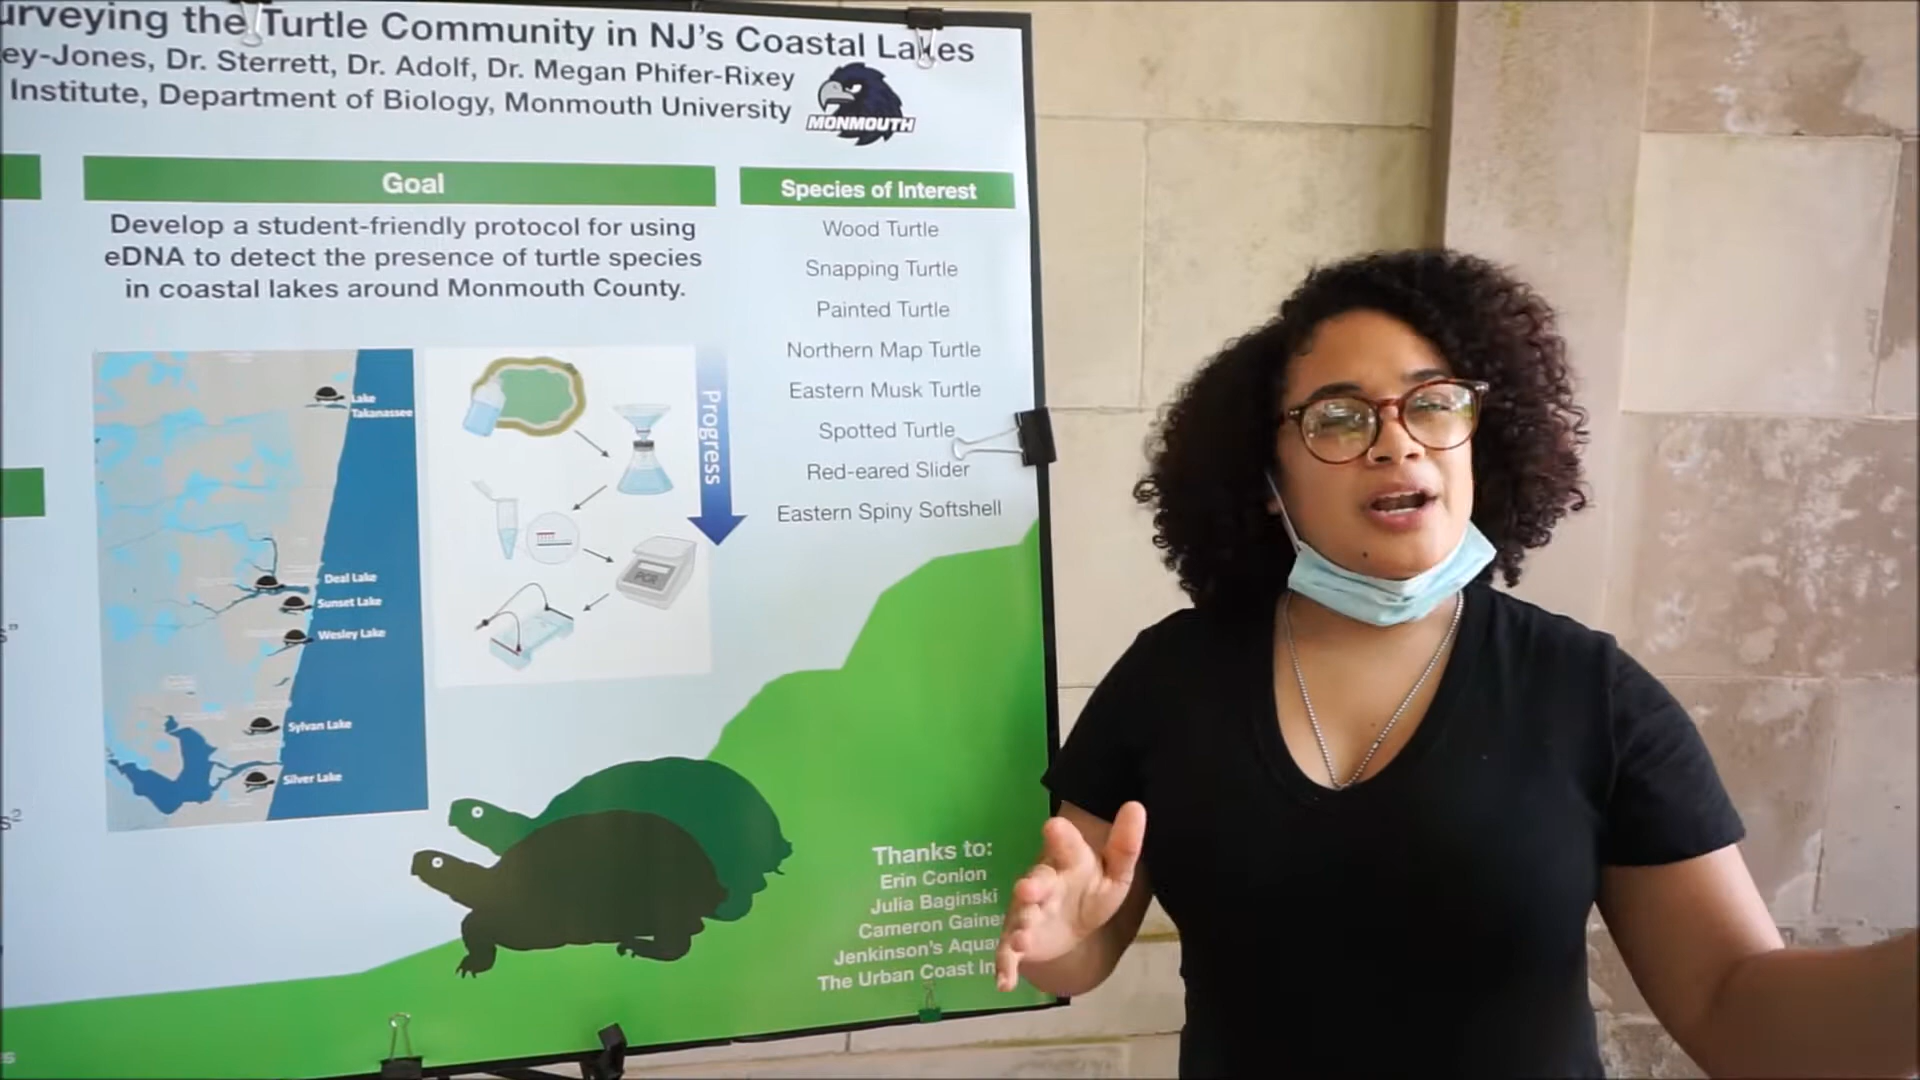 urveying the Turtle Community in NJ's Coastal Lakes
ey-Jones, Dr. Sterrett, Dr. Adolf, Dr. Megan Phifer-Rixey
Institute, Department of Biology, Monmouth University
MONMOUTH
Goal
Develop a student-friendly protocol for using
eDNA to detect the presence of turtle species
in coastal lakes around Monmouth County.
Lake
Takanassee
Deal Lake
Sunset Lake
Wesley Lake
Sylvan Lake
Silver Lake
PCR
Progress
Species of Interest
Wood Turtle
Snapping Turtle
Painted Turtle
Northern Map Turtle
Eastern Musk Turtle
Spotted Turtle
Red-eared Slider
Eastern Spiny Softshell
Thanks to:
Erin Conlon
Julia Baginski
Cameron Gaine
Jenkinson's Aqua
The Urban Coast In